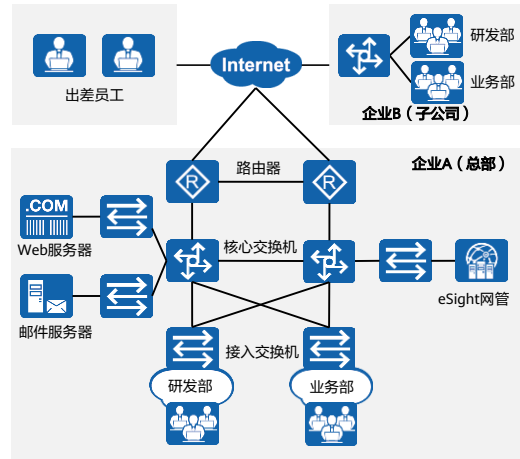 出差员工
Internet
研发部
业务部
企业B（子公司）
企业A（总部）
路由器
R
R
.COM
Web服务器
核心交换机
eSight网管
邮件服务器
接入交换机
研发部
业务部